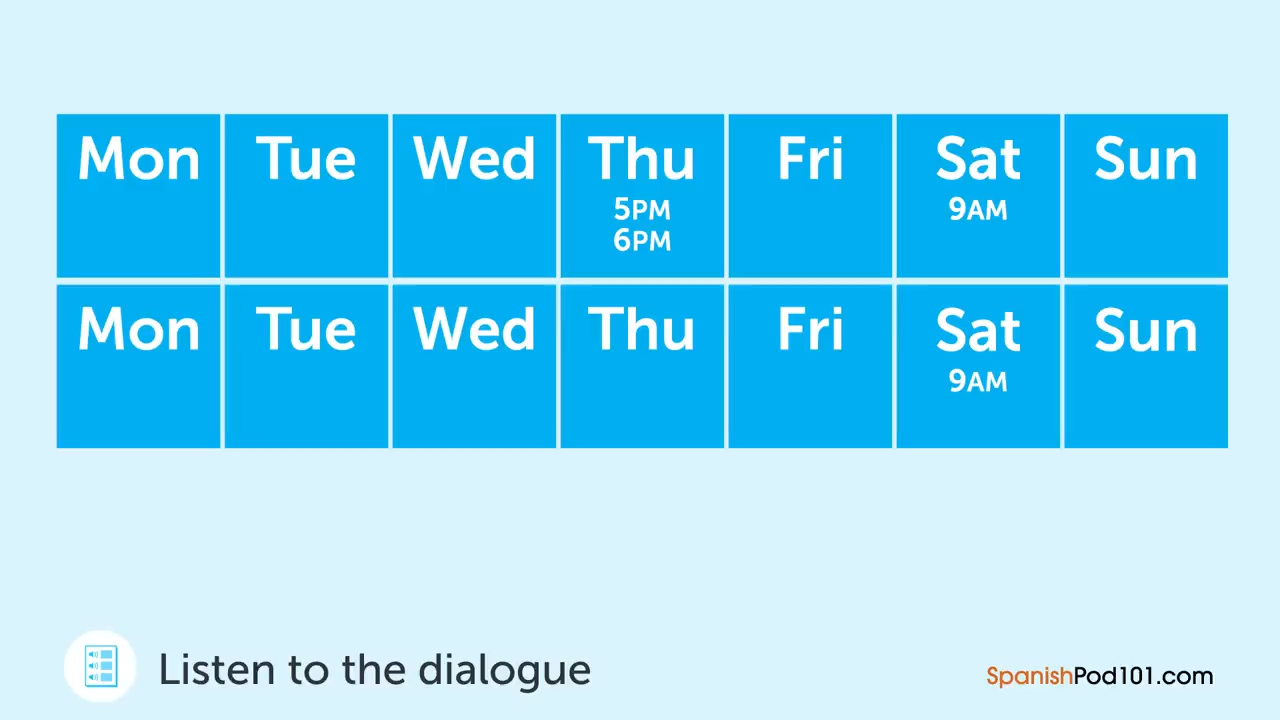 Mon Tue Wed Thu Fri Sat Sun
5PM 9AM
6PM
Mon Tue Wed Thu Fri Sat Sun
9AM
Listen to the dialogue
SpanishPod101.com